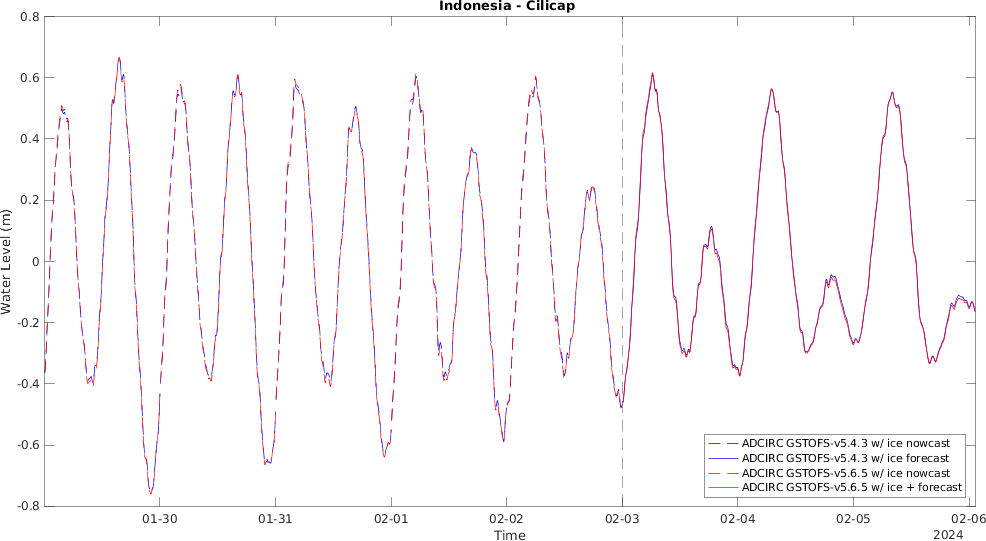 Indonesia - Cilicap
0.8
0.6
0.4
0.2
0
-0.2
-0.4
-0.6
-0.8
Water Level (m)
01-30
01-31
02-01
02-02
02-03
02-04
02-05
02-06
Time
2024
ADCIRC GSTOFS-v5.4.3 w/ ice nowcast
ADCIRC GSTOFS-v5.4.3 w/ ice forecast
ADCIRC GSTOFS-v5.6.5 w/ ice nowcast
ADCIRC GSTOFS-v5.6.5 w/ ice + forecast